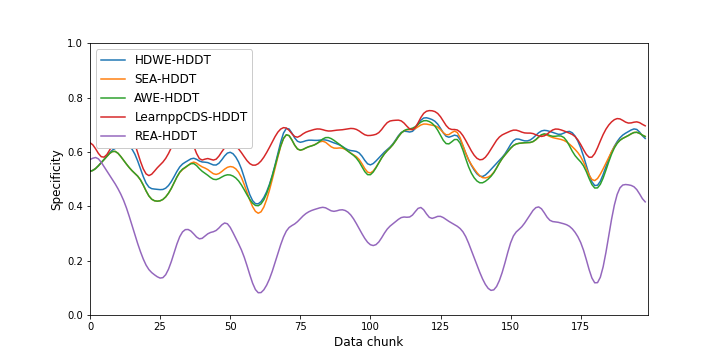 1.0
0.8
0.6
0.4
0.2
0.0
Specificity
HDWE-HDDT
SEA-HDDT
AWE-HDDT
LearnppCDS-HDDT
REA-HDDT
0 25 50 75 100 125 150 175
Data chunk